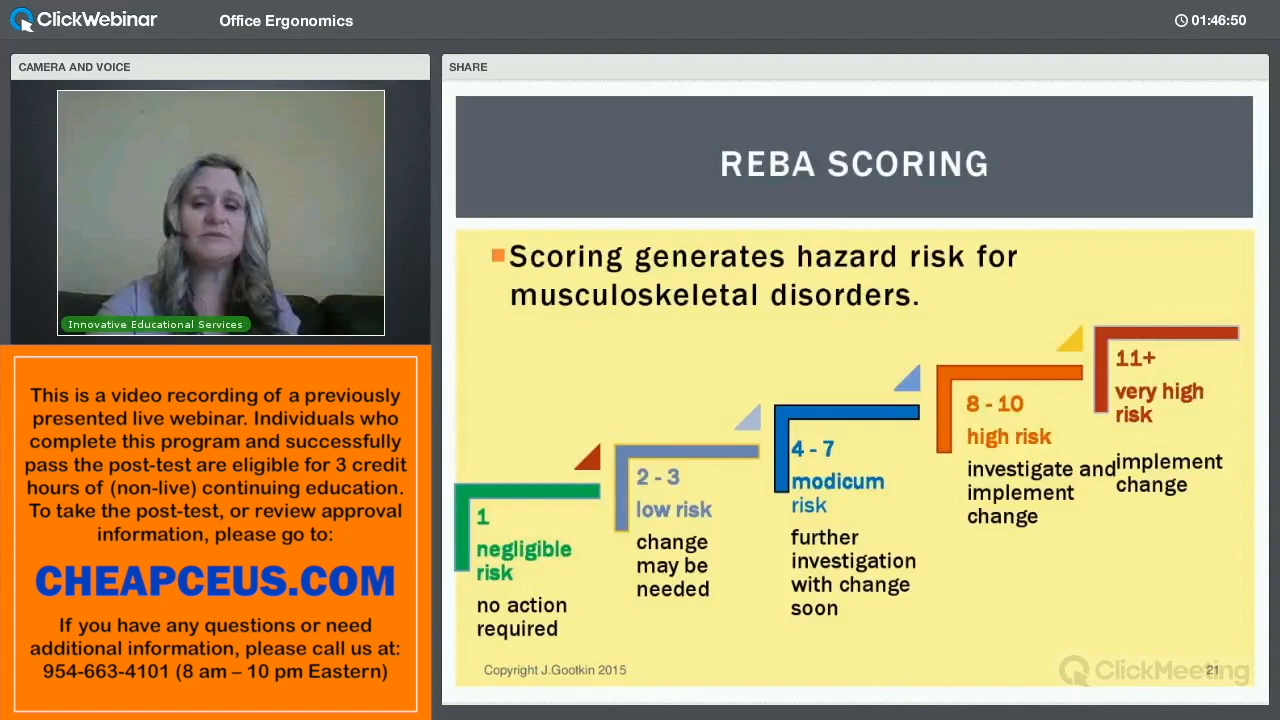 ClickWebinar
Office Ergonomics
01:46:50
CAMERA AND VOICE
Innovative Educational Services
This is a video recording of a previously
presented live webinar. Individuals who
complete this program and successfully
pass the post-test are eligible for 3 credit
hours of (non-live) continuing education.
To take the post-test, or review approval
information, please go to:
CHEAPCEUS.COM
If you have any questions or need
additional information, please call us at:
954-663-4101 (8 am – 10 pm Eastern)
SHARE
REBA SCORING
Scoring generates hazard risk for
musculoskeletal disorders.
1
negligible
risk
no action
required
2 - 3
low risk
change
may be
needed
4 - 7
modicum
risk
further
investigation
with change
soon
8 - 10
high risk
investigate and
implement
change
11+
very high
risk
implement
change
Copyright J.Gootkin 2015
21
ClickMeeting